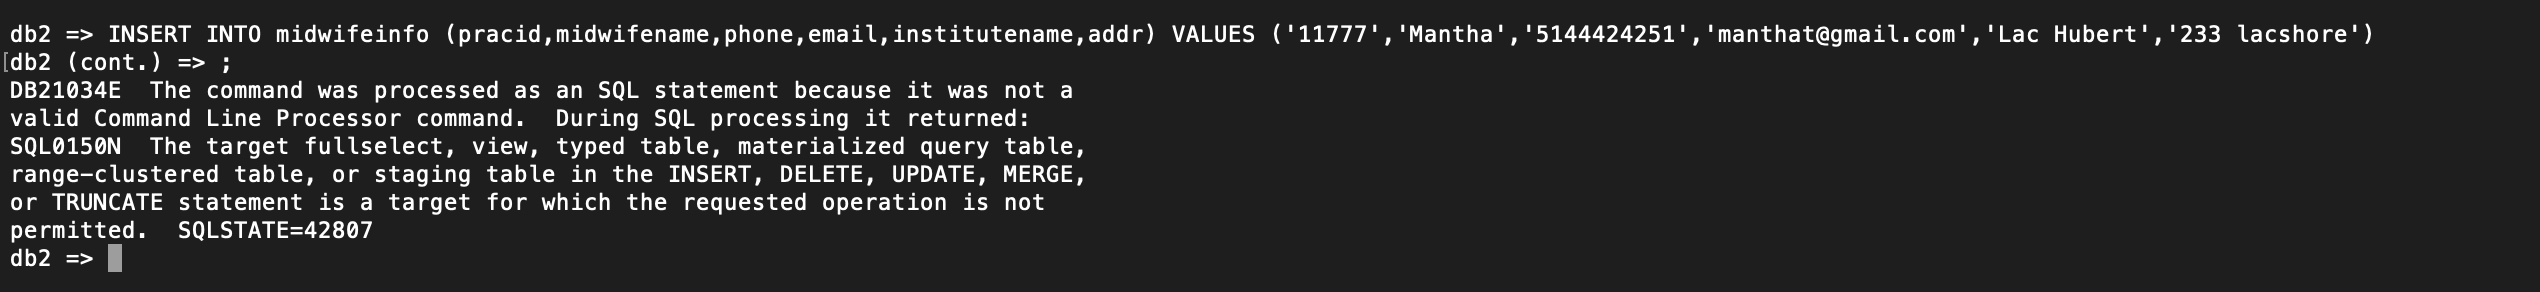 db2 => INSERT INTO midwifeinfo (pracid,midwifename,phone,email,institutename,addr) VALUES ('11777','Mantha','5144424251','manthat@gmail.com','Lac Hubert','233 lacshore')
[db2 (cont.) => ;
DB21034E  The command was processed as an SQL statement because it was not a
valid Command Line Processor command.  During SQL processing it returned:
SQL0150N  The target fullselect, view, typed table, materialized query table,
range-clustered table, or staging table in the INSERT, DELETE, UPDATE, MERGE,
or TRUNCATE statement is a target for which the requested operation is not
permitted.  SQLSTATE=42807
db2 =>